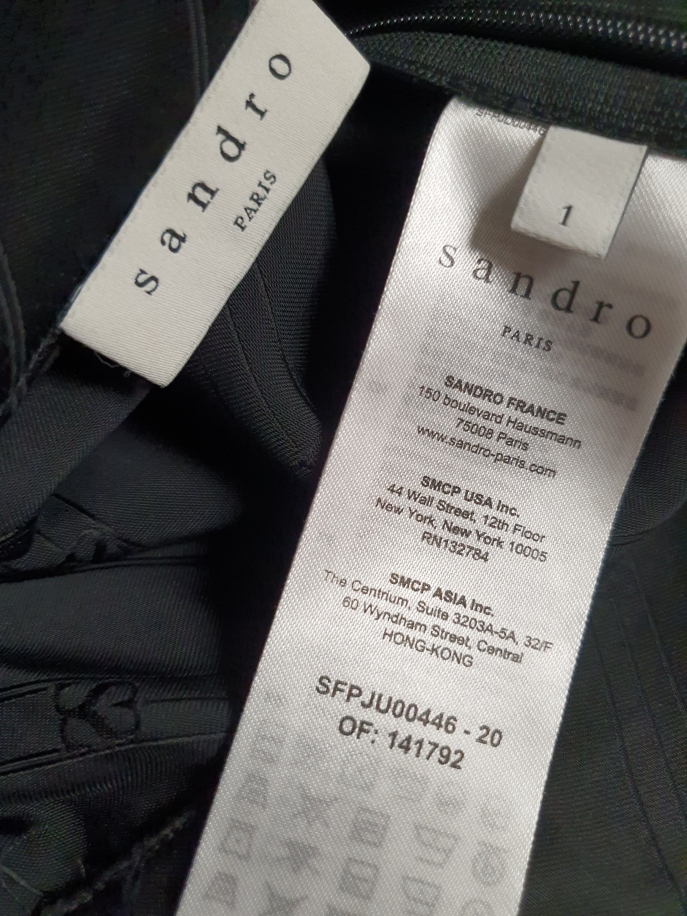 sandro
PARIS
1
sandro
PARIS
SANDRO FRANCE
150 boulevard Haussmann
75008 Paris
www.sandro-paris.com
SMCP USA Inc.
44 Wall Street, 12th Floor
New York, New York 10005
RN132784
SMCP ASIA Inc.
The Centrium, Suite 3203A-5A, 32/F
60 Wyndham Street, Central
HONG-KONG
SFPJU00446 - 20
OF: 141792